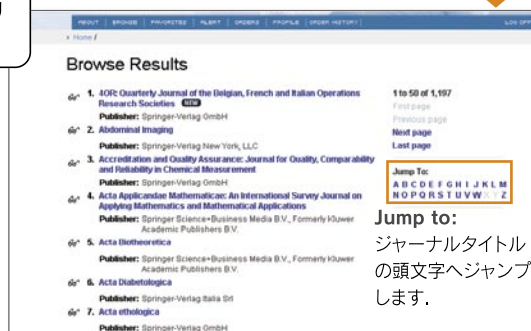 ABOUT | BROWSE | FAVORITES | ALERT | ORDERS | PROFILE | ORDER HISTORY |
LOG OFF
Home /
Browse Results
1. 4OR: Quarterly Journal of the Belgian, French and Italian Operations
Research Societies NEW
Publisher: Springer-Verlag GmbH
2. Abdominal Imaging
Publisher: Springer-Verlag New York, LLC
3. Accreditation and Quality Assurance: Journal for Quality, Comparability
and Reliability in Chemical Measurement
Publisher: Springer-Verlag GmbH
4. Acta Applicandae Mathematicae: An International Survey Journal on
Applying Mathematics and Mathematical Applications
Publisher: Springer Science+Business Media B.V., Formerly Kluwer
Academic Publishers B.V.
5. Acta Biotheoretica
Publisher: Springer Science+Business Media B.V., Formerly Kluwer
Academic Publishers B.V.
6. Acta Diabetologica
Publisher: Springer-Verlag Italia Srl
7. Acta ethologica
Publisher: Springer-Verlag GmbH
1 to 50 of 1,197
First page
Previous page
Next page
Last page
Jump To:
A B C D E F G H I J K L M
N O P Q R S T U V W X Y Z
Jump to:
ジャーナルタイトル
の頭文字へジャンプ
します.